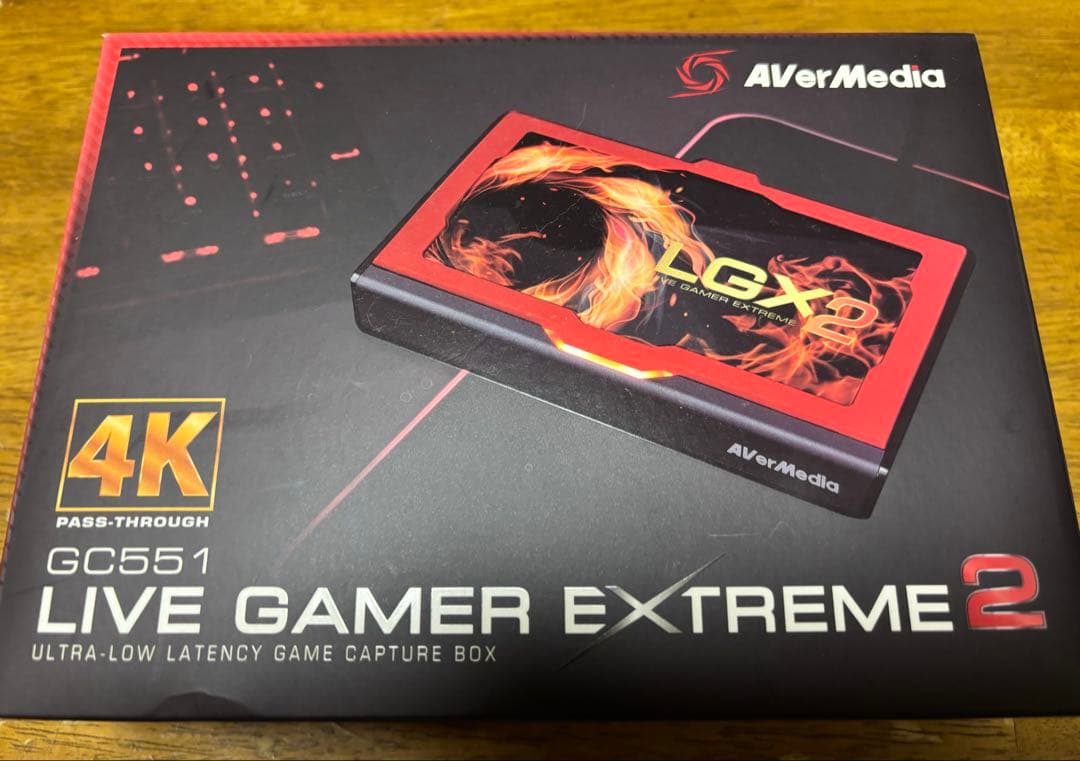 AVerMedia
LGX2
LIVE GAMER EXTREME
AVerMedia
4K
PASS-THROUGH
GC551
LIVE GAMER EXTREME 2
ULTRA-LOW LATENCY GAME CAPTURE BOX